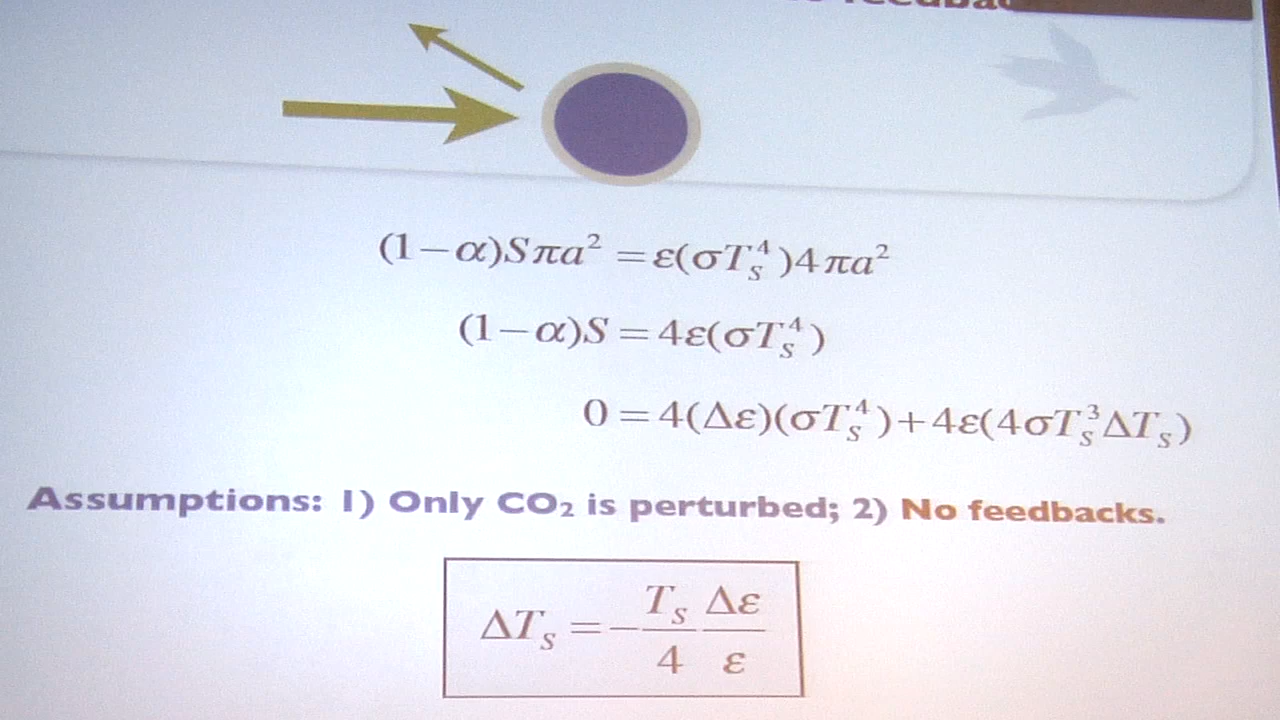 (1−α)Sπa² = ε(σT_S⁴)4πa²
(1−α)S = 4ε(σT_S⁴)
0 = 4(Δε)(σT_S⁴)+4ε(4σT_S³ΔT_S)
Assumptions: 1) Only CO₂ is perturbed; 2) No feedbacks.
ΔT_S = −T_S/4 Δε/ε